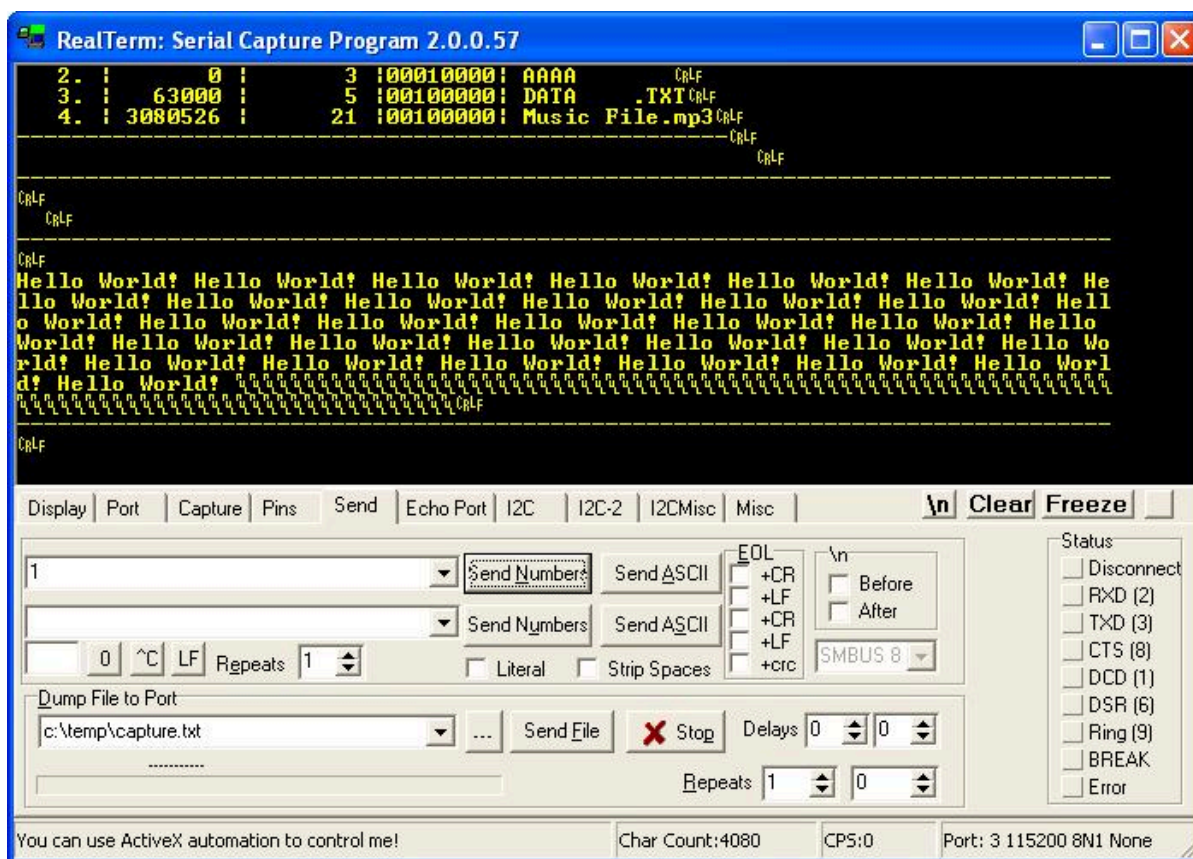 RealTerm: Serial Capture Program 2.0.0.57
2. | 0 | 3 |00010000| AAAA CRLF
3. | 63000 | 5 |00100000| DATA .TXTCRLF
4. | 3080526 | 21 |00100000| Music File.mp3CRLF
CRLF
CRLF
CRLF
CRLF
CRLF
Hello World! Hello World! Hello World! Hello World! Hello World! Hello World! He
llo World! Hello World! Hello World! Hello World! Hello World! Hello World! Hell
o World! Hello World! Hello World! Hello World! Hello World! Hello World! Hello
World! Hello World! Hello World! Hello World! Hello World! Hello World! Hello Wo
rld! Hello World! Hello World! Hello World! Hello World! Hello World! Hello Worl
d! Hello World!
CRLF
CRLF
Display Port Capture Pins Send Echo Port I2C I2C-2 I2CMisc Misc \n Clear Freeze
1 Send Numbers Send ASCII
Send Numbers Send ASCII
0 ^C LF Repeats 1 Literal Strip Spaces
EOL
+CR
+LF
+CR
+LF
+crc
\n
Before
After
SMBUS 8
Status
Disconnect
RXD (2)
TXD (3)
CTS (8)
DCD (1)
DSR (6)
Ring (9)
BREAK
Error
Dump File to Port
c:\temp\capture.txt ... Send File Stop Delays 0 0
Repeats 1 0
You can use ActiveX automation to control me! Char Count:4080 CPS:0 Port: 3 115200 8N1 None